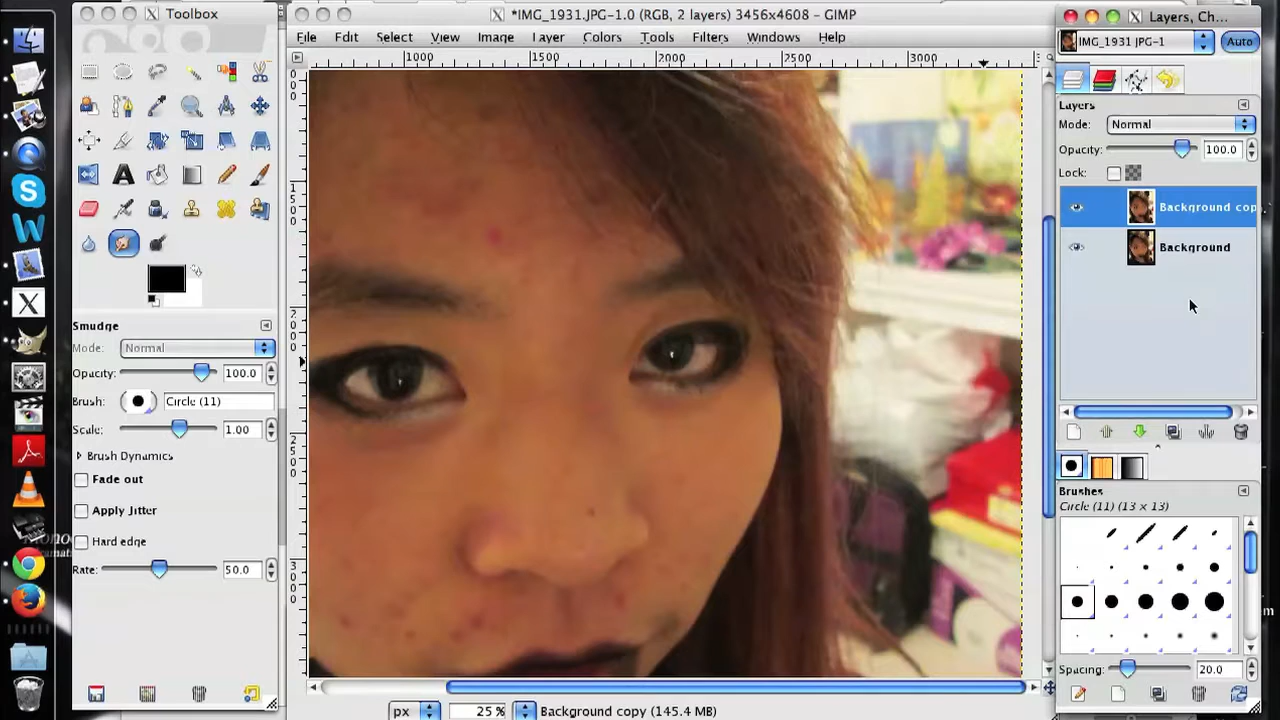 Toolbox
Smudge
Mode: Normal
Opacity: 100.0
Brush: Circle (11)
Scale: 1.00
Brush Dynamics
Fade out
Apply Jitter
Hard edge
Rate: 50.0
*IMG_1931.JPG-1.0 (RGB, 2 layers) 3456x4608 – GIMP
File Edit Select View Image Layer Colors Tools Filters Windows Help
1000 1500 2000 2500 3000
px 25 % Background copy (145.4 MB)
Layers, Ch...
IMG_1931 JPG-1 Auto
Layers
Mode: Normal
Opacity: 100.0
Lock:
Background cop
Background
Brushes
Circle (11) (13 × 13)
Spacing: 20.0